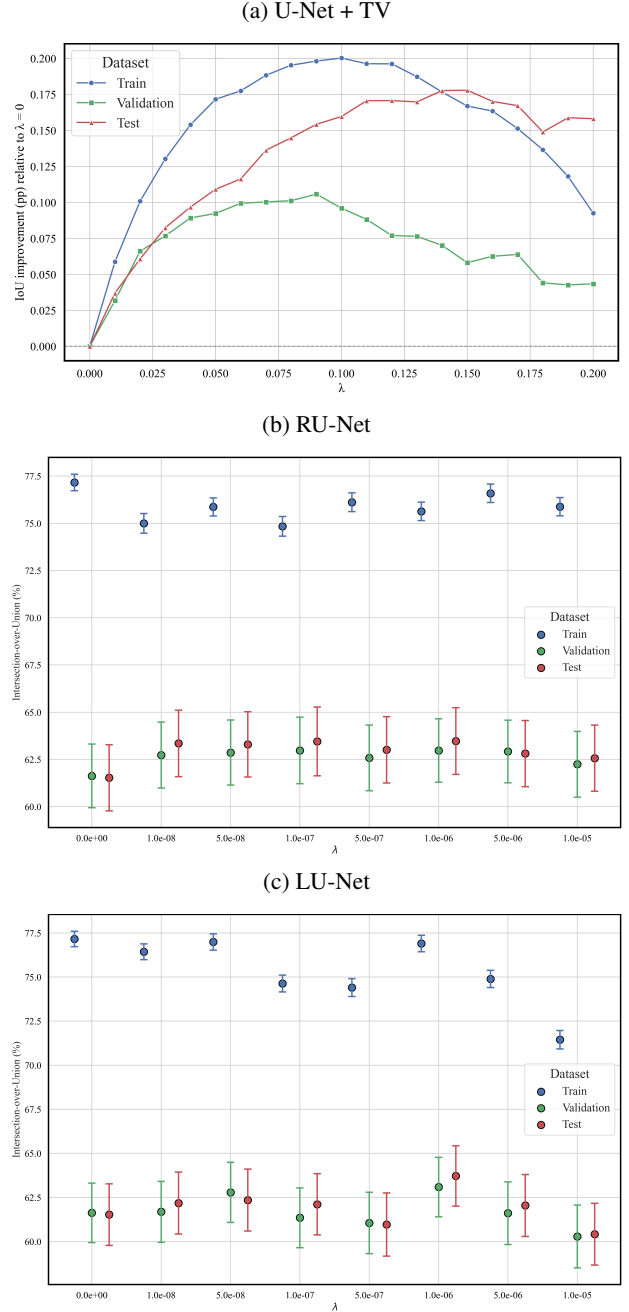 (a) U-Net + TV
IoU improvement (pp) relative to λ = 0
0.200
0.175
0.150
0.125
0.100
0.075
0.050
0.025
0.000
Dataset
Train
Validation
Test
0.000 0.025 0.050 0.075 0.100 0.125 0.150 0.175 0.200
λ
(b) RU-Net
Intersection-over-Union (%)
77.5
75.0
72.5
70.0
67.5
65.0
62.5
60.0
Dataset
Train
Validation
Test
0.0e+00 1.0e-08 5.0e-08 1.0e-07 5.0e-07 1.0e-06 5.0e-06 1.0e-05
λ
(c) LU-Net
Intersection-over-Union (%)
77.5
75.0
72.5
70.0
67.5
65.0
62.5
60.0
Dataset
Train
Validation
Test
0.0e+00 1.0e-08 5.0e-08 1.0e-07 5.0e-07 1.0e-06 5.0e-06 1.0e-05
λ